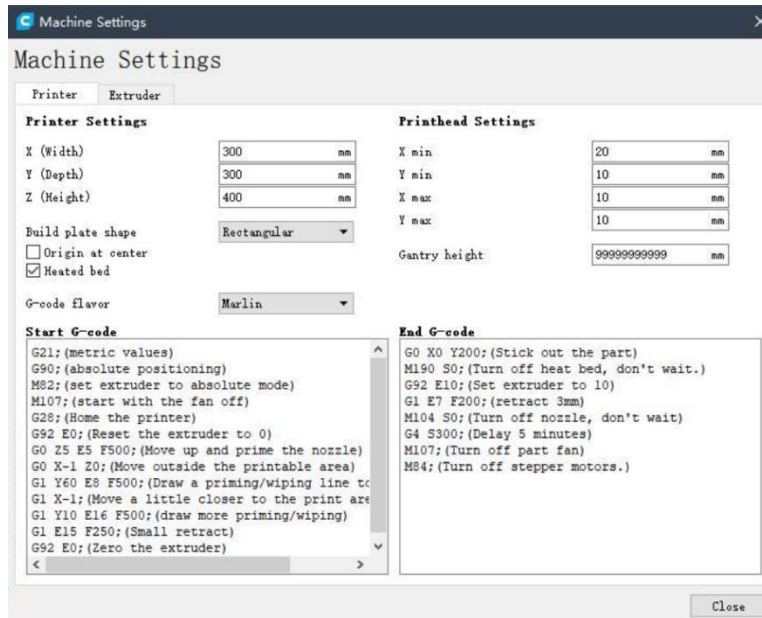 Machine Settings
Machine Settings
Printer Extruder
Printer Settings
X (Width) 300 mm
Y (Depth) 300 mm
Z (Height) 400 mm
Build plate shape Rectangular
Origin at center
Heated bed
G-code flavor Marlin
Printhead Settings
X min 20 mm
Y min 10 mm
X max 10 mm
Y max 10 mm
Gantry height 99999999999 mm
Start G-code
G21;(metric values)
G90;(absolute positioning)
M82;(set extruder to absolute mode)
M107;(start with the fan off)
G28;(Home the printer)
G92 E0;(Reset the extruder to 0)
G0 Z5 E5 F500;(Move up and prime the nozzle)
G0 X-1 Z0;(Move outside the printable area)
G1 Y60 E8 F500;(Draw a priming/wiping line to
G1 X-1;(Move a little closer to the print are
G1 Y10 E16 F500;(draw more priming/wiping)
G1 E15 F250;(Small retract)
G92 E0;(Zero the extruder)
End G-code
G0 X0 Y200;(Stick out the part)
M190 S0;(Turn off heat bed, don't wait.)
G92 E10;(Set extruder to 10)
G1 E7 F200;(retract 3mm)
M104 S0;(Turn off nozzle, don't wait)
G4 S300;(Delay 5 minutes)
M107;(Turn off part fan)
M84;(Turn off stepper motors.)
Close